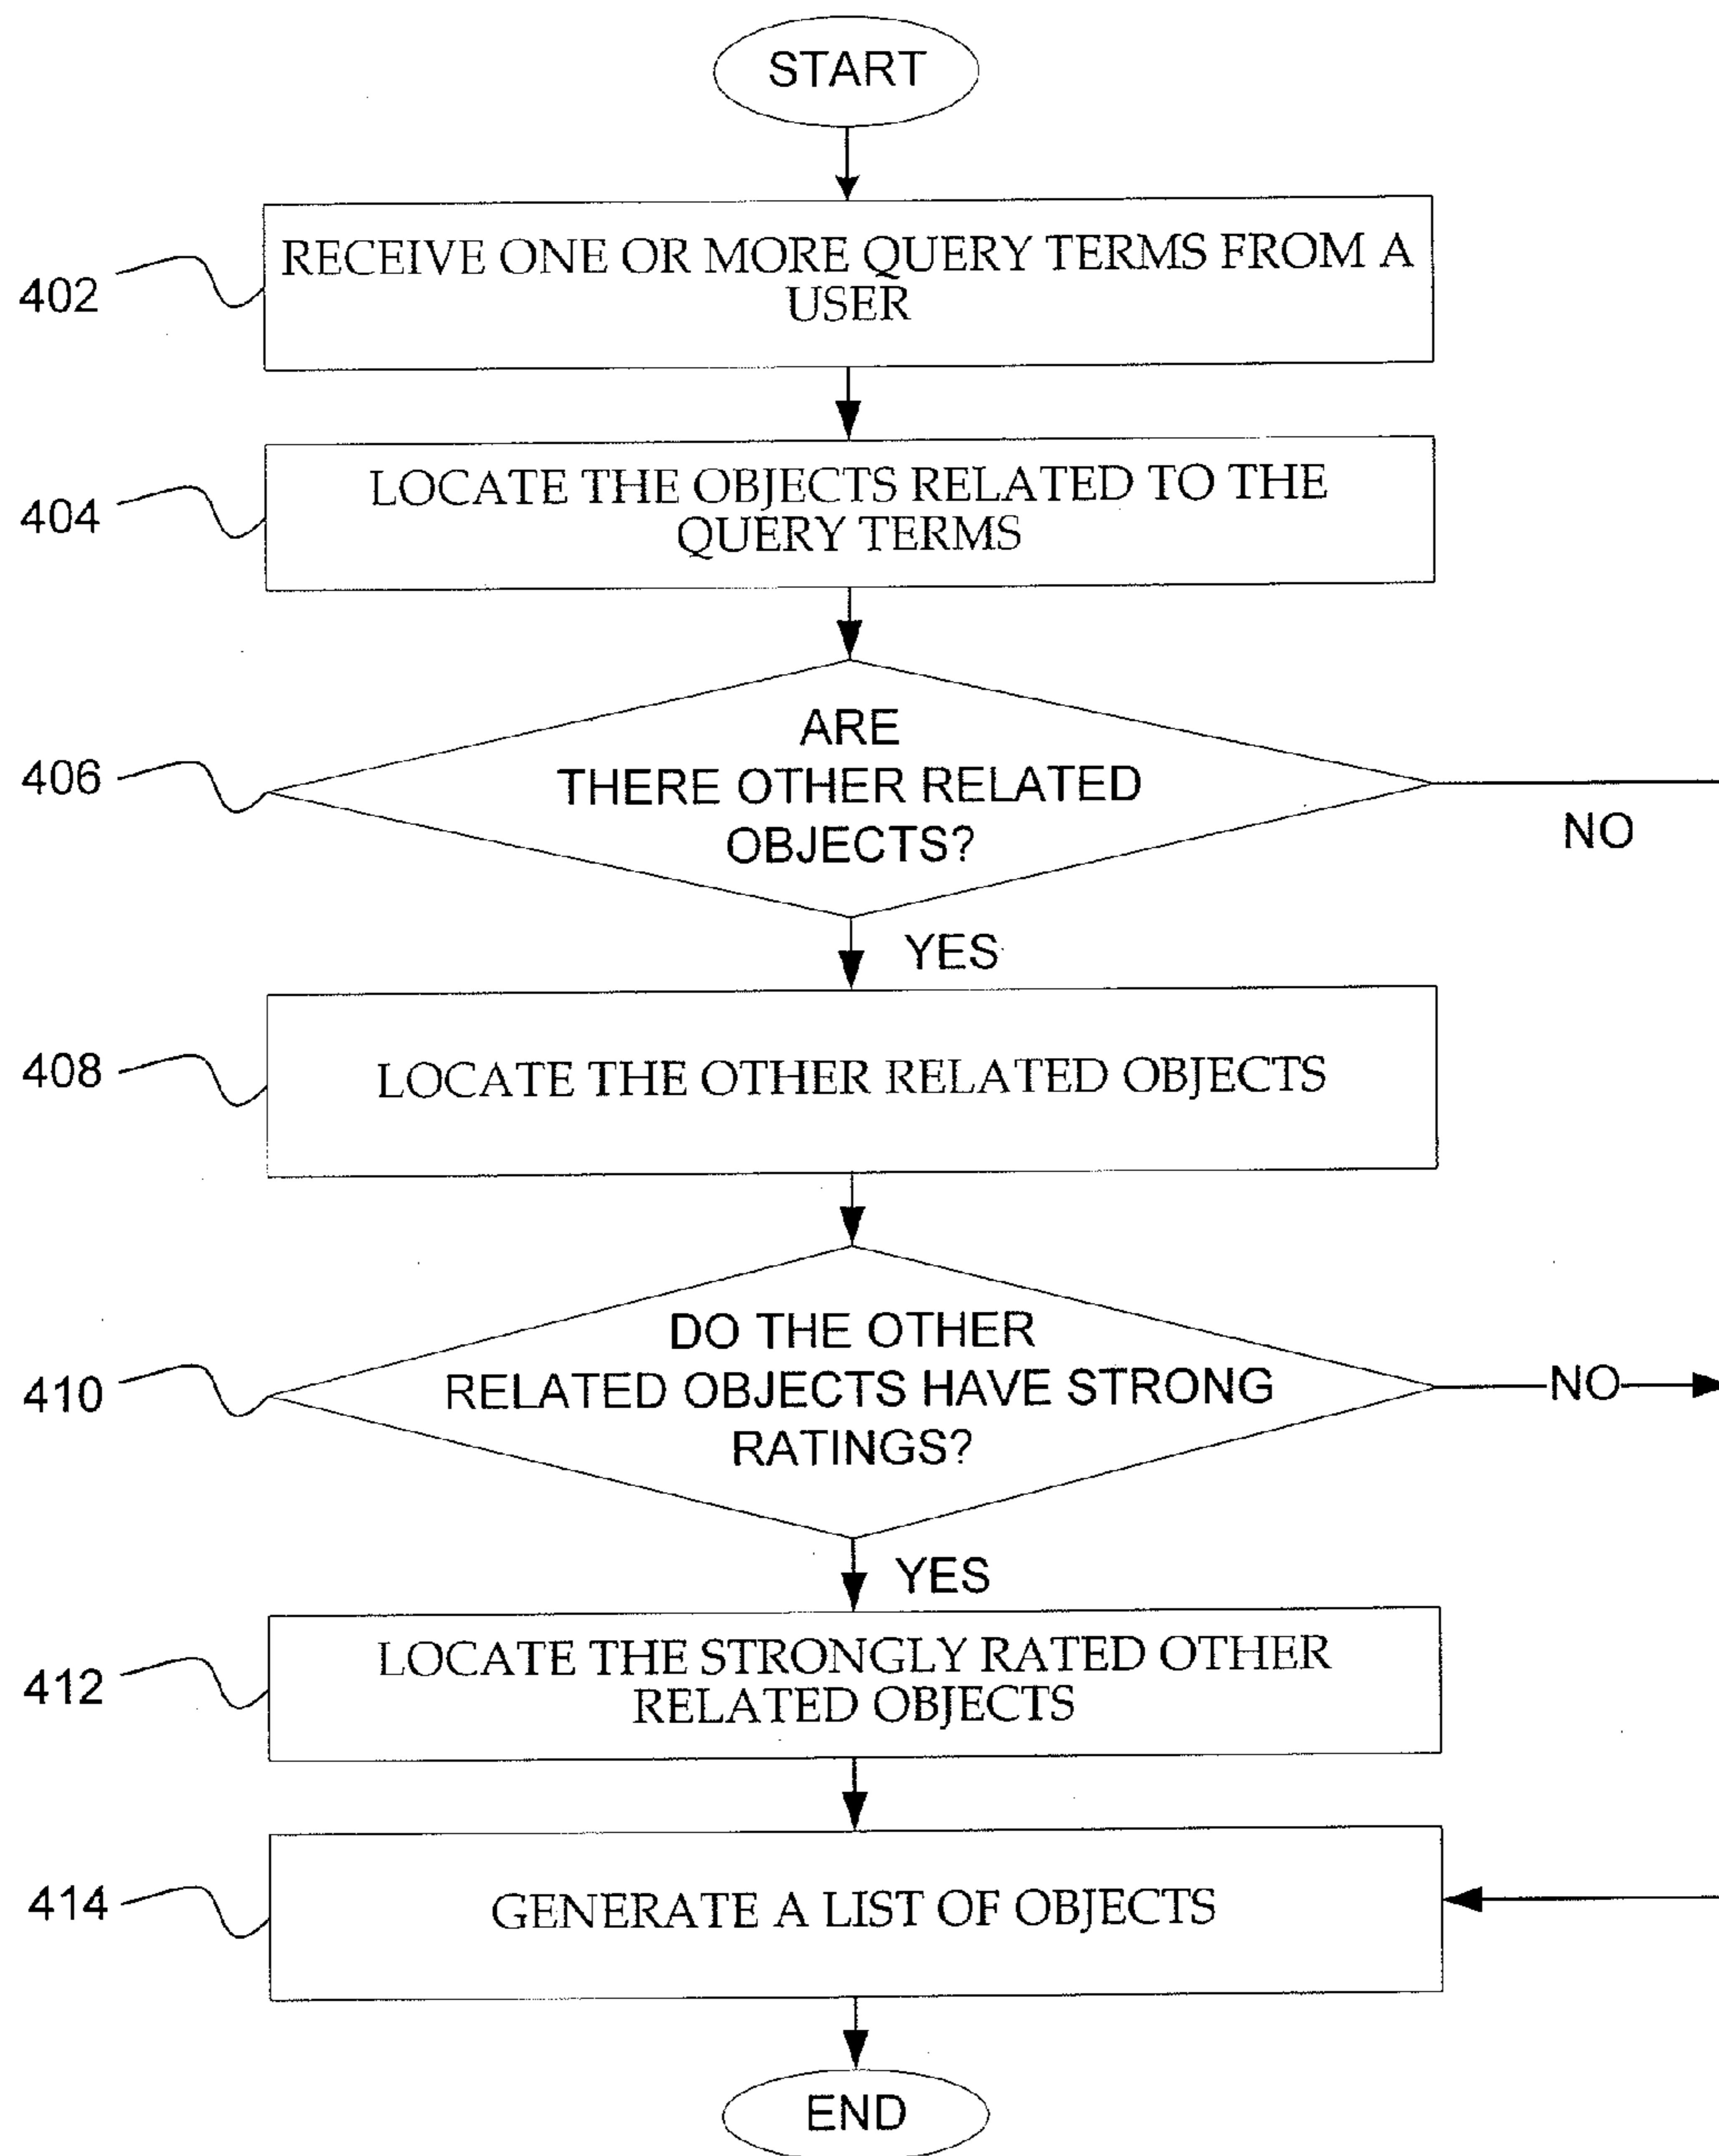 START
402
RECEIVE ONE OR MORE QUERY TERMS FROM A
USER
404
LOCATE THE OBJECTS RELATED TO THE
QUERY TERMS
406
ARE
THERE OTHER RELATED
OBJECTS?
NO
YES
408
LOCATE THE OTHER RELATED OBJECTS
410
DO THE OTHER
RELATED OBJECTS HAVE STRONG
RATINGS?
NO
YES
412
LOCATE THE STRONGLY RATED OTHER
RELATED OBJECTS
414
GENERATE A LIST OF OBJECTS
END